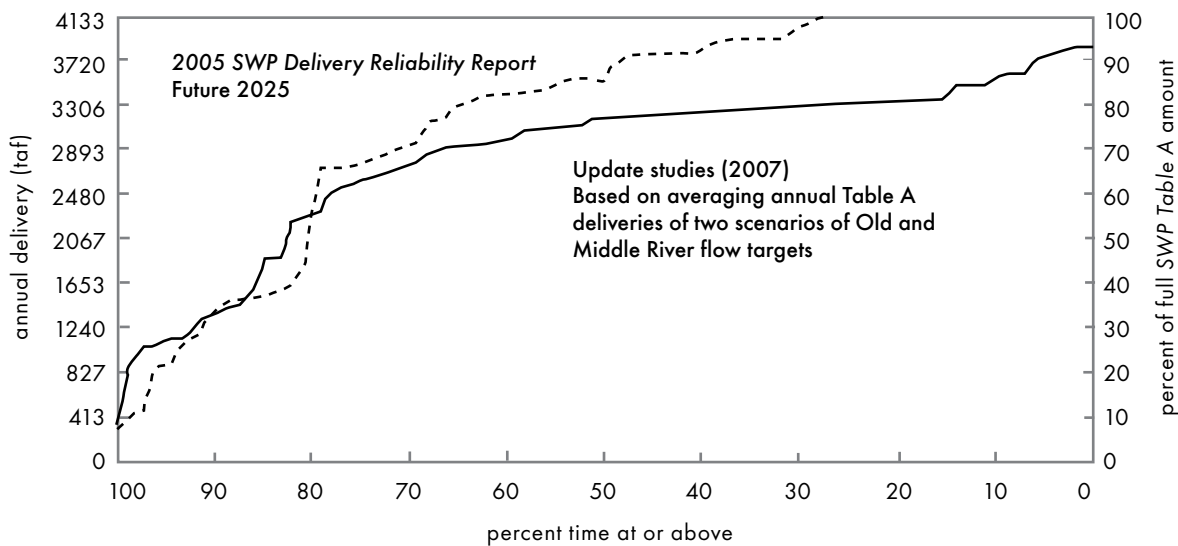 4133
3720
3306
2893
2480
2067
1653
1240
827
413
0
annual delivery (taf)
2005 SWP Delivery Reliability Report
Future 2025
Update studies (2007)
Based on averaging annual Table A
deliveries of two scenarios of Old and
Middle River flow targets
100
90
80
70
60
50
40
30
20
10
0
percent of full SWP Table A amount
100 90 80 70 60 50 40 30 20 10 0
percent time at or above